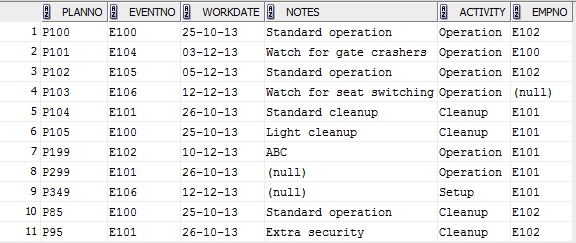 PLANNO EVENTNO WORKDATE NOTES ACTIVITY EMPNO
1 P100 E100 25-10-13 Standard operation Operation E102
2 P101 E104 03-12-13 Watch for gate crashers Operation E100
3 P102 E105 05-12-13 Standard operation Operation E102
4 P103 E106 12-12-13 Watch for seat switching Operation (null)
5 P104 E101 26-10-13 Standard cleanup Cleanup E101
6 P105 E100 25-10-13 Light cleanup Cleanup E101
7 P199 E102 10-12-13 ABC Operation E101
8 P299 E101 26-10-13 (null) Operation E101
9 P349 E106 12-12-13 (null) Setup E101
10 P85 E100 25-10-13 Standard operation Cleanup E102
11 P95 E101 26-10-13 Extra security Cleanup E102